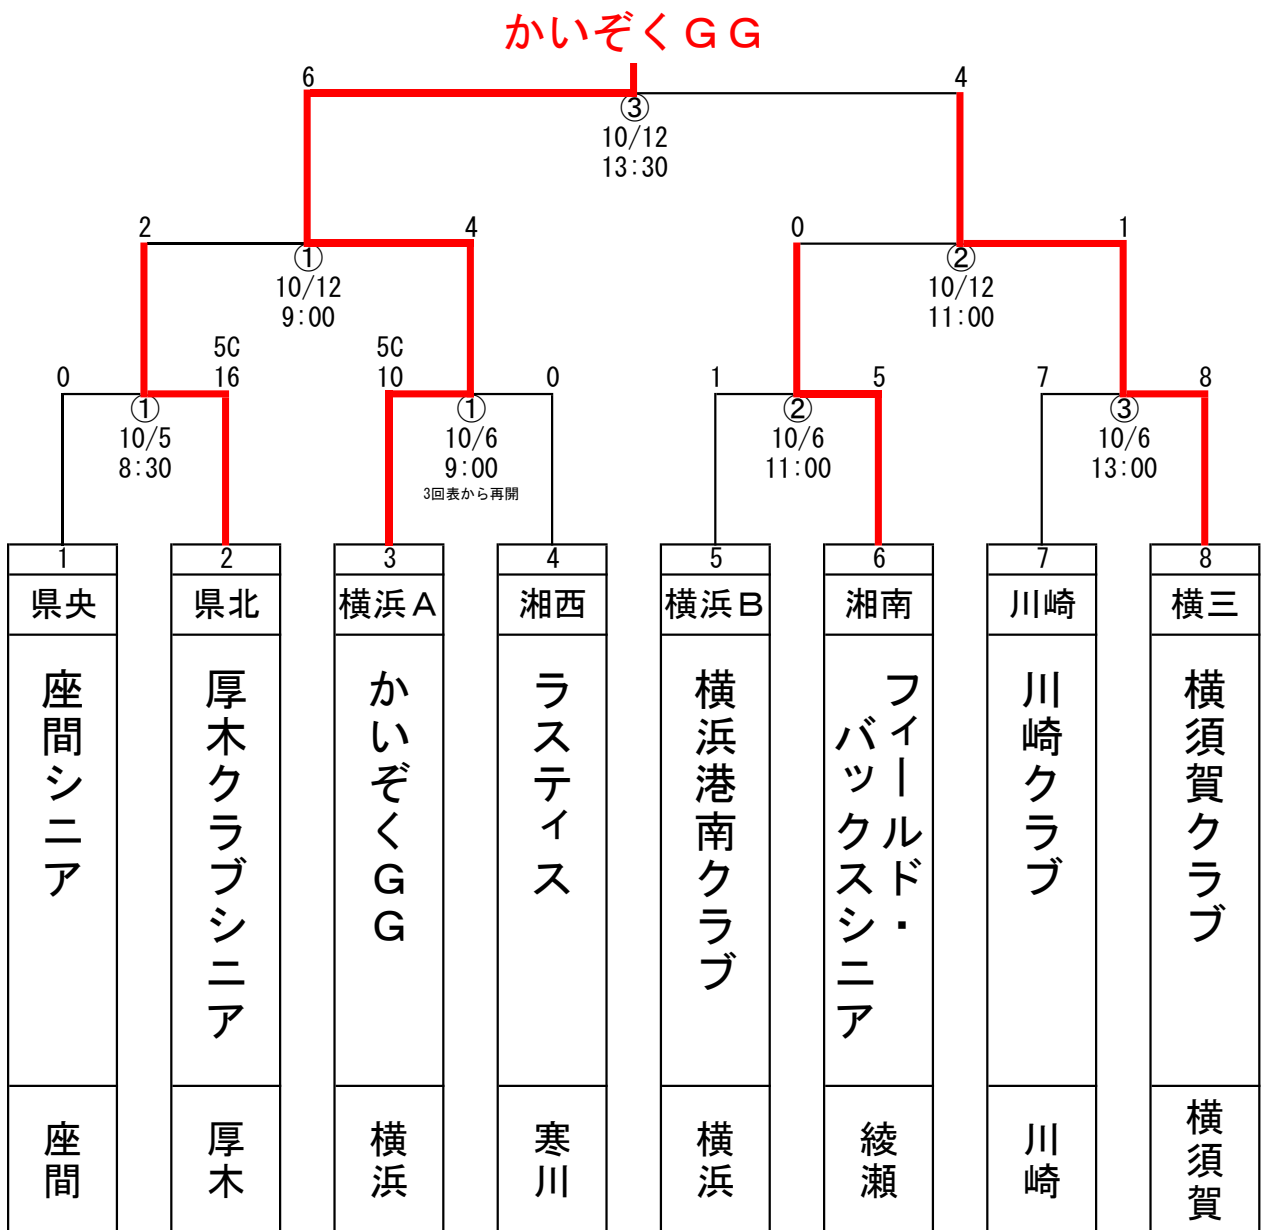 かいぞくＧＧ
6
4
③
10/12
13:30
2
4
①
10/12
9:00
0
1
②
10/12
11:00
0
5C
16
①
10/5
8:30
5C
10
0
①
10/6
9:00
3回表から再開
1
5
②
10/6
11:00
7
8
③
10/6
13:00
1
2
3
4
5
6
7
8
県央
県北
横浜Ａ
湘西
横浜Ｂ
湘南
川崎
横三
座間シニア
厚木クラブシニア
かいぞくＧＧ
ラスティス
横浜港南クラブ
フィールド・
バックスシニア
川崎クラブ
横須賀クラブ
座間
厚木
横浜
寒川
横浜
綾瀬
川崎
横須賀